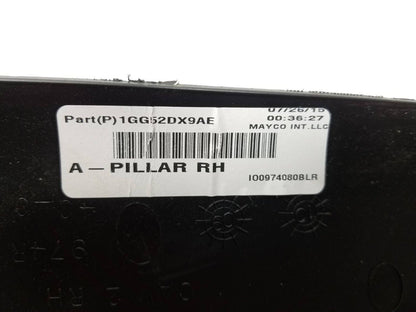 07/26/15
Part(P)1GG52DX9AE 00:36:27
MAYCO INT.LLC
A – PILLAR RH
I00974080BLR